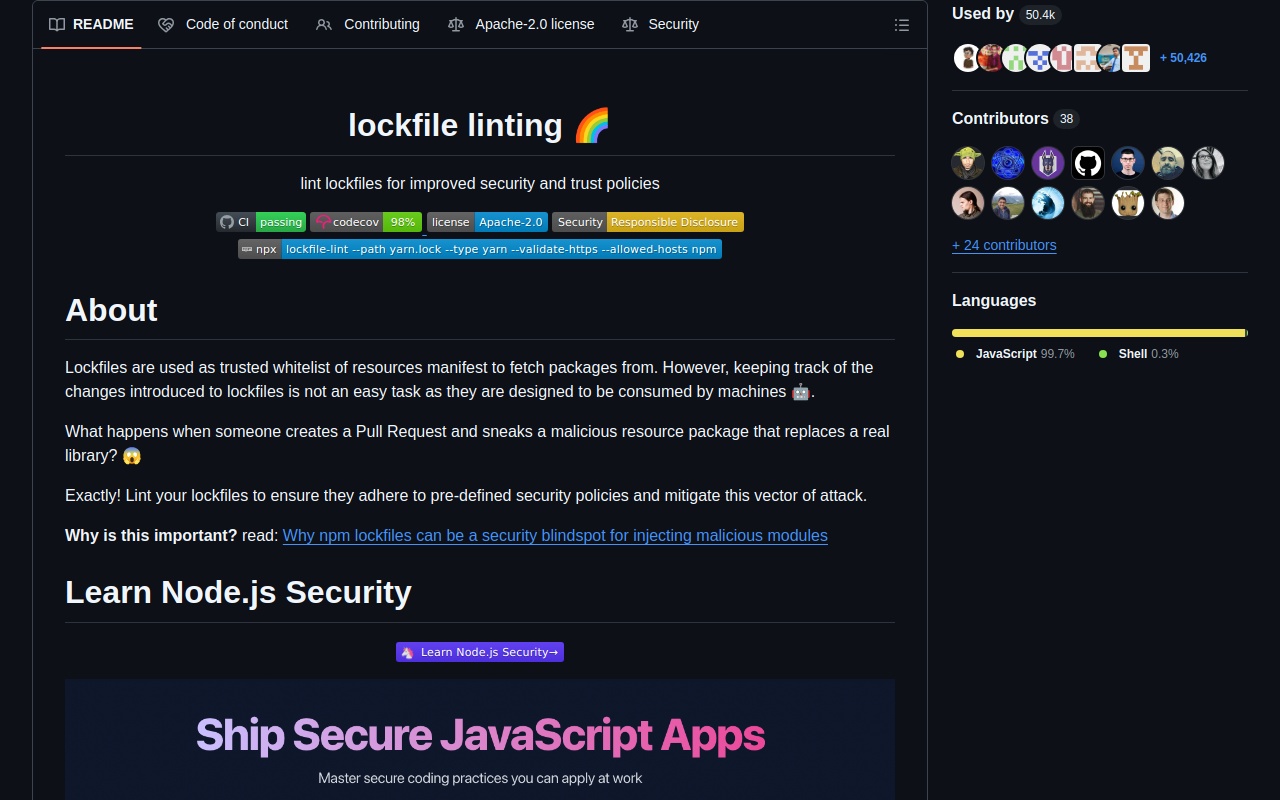 README Code of conduct Contributing Apache-2.0 license Security
lockfile linting 🌈
lint lockfiles for improved security and trust policies
CI passing codecov 98% license Apache-2.0 Security Responsible Disclosure
npx lockfile-lint --path yarn.lock --type yarn --validate-https --allowed-hosts npm
About
Lockfiles are used as trusted whitelist of resources manifest to fetch packages from. However, keeping track of the
changes introduced to lockfiles is not an easy task as they are designed to be consumed by machines 🤖.
What happens when someone creates a Pull Request and sneaks a malicious resource package that replaces a real
library? 😱
Exactly! Lint your lockfiles to ensure they adhere to pre-defined security policies and mitigate this vector of attack.
Why is this important? read: Why npm lockfiles can be a security blindspot for injecting malicious modules
Learn Node.js Security
🦄 Learn Node.js Security→
Ship Secure JavaScript Apps
Master secure coding practices you can apply at work
Used by 50.4k
+ 50,426
Contributors 38
+ 24 contributors
Languages
JavaScript 99.7% Shell 0.3%